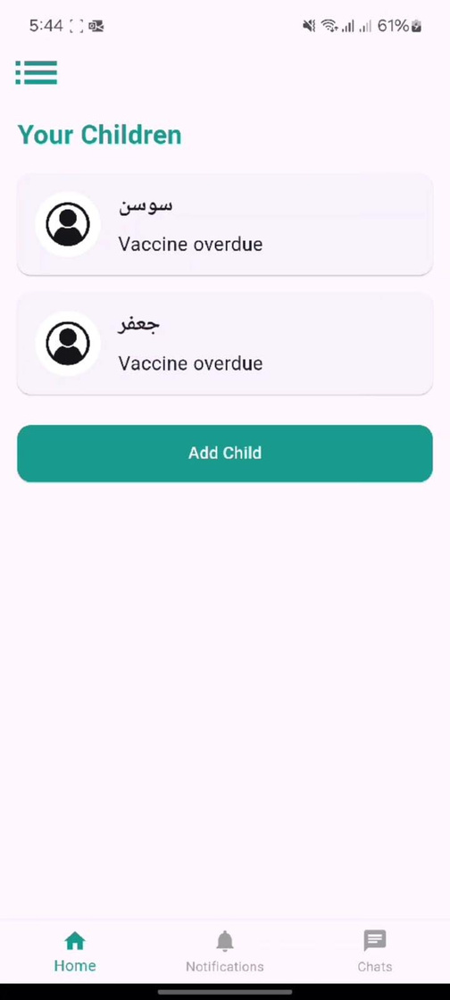 5:44
61%
Your Children
سوسن
Vaccine overdue
جعفر
Vaccine overdue
Add Child
Home
Notifications
Chats